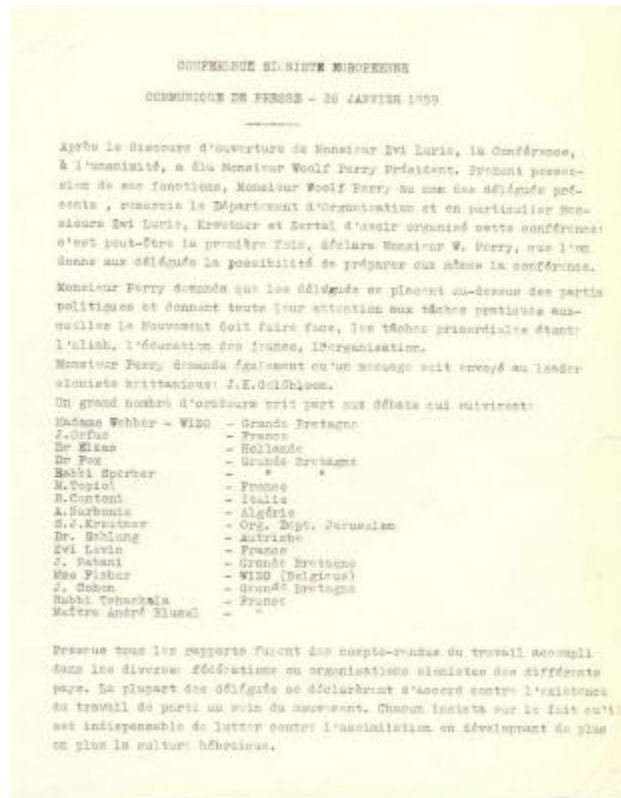 CONFERENCE SIONISTE EUROPEENNE
COMMUNIQUE DE PRESSE - 26 JANVIER 1959
Après le discours d'ouverture de Monsieur Zvi Luric, la Conférence,
à l'unanimité, a élu Monsieur Woolf Perry Président. Prenant posses-
sion de ses fonctions, Monsieur Woolf Perry au nom des délégués pré-
sents , remercie le Département d'Organisation et en particulier Mes-
sieurs Zvi Luric, Kreutner et Zertal d'avoir organisé cette conférence:
c'est peut-être la première fois, déclara Monsieur W. Perry, que l'on
donne aux délégués la possibilité de préparer eux mêmes la conférence.
Monsieur Perry demanda que les délégués se placent au-dessus des partis
politiques et donnent toute leur attention aux tâches pratiques aux-
quelles le Mouvement doit faire face, les tâches primordiales étant:
l'aliah, l'éducation des jeunes, l'organisation.
Monsieur Perry demanda également qu'un message soit envoyé au leader
sioniste brittanique: J.K.Goldbloom.
Un grand nombre d'orateurs prit part aux débats qui suivirent:
Madame Webber - WIZO - Grande Bretagne
J.Orfus - France
Dr Elzas - Hollande
Dr Fox - Grande Bretagne
Rabbi Sperber - " "
M.Topiol - France
R.Cantoni - Italie
A.Narbonis - Algérie
S.J.Kreutner - Org. Dept. Jerusalem
Dr. - Autriche
Zvi Levin - France
J. - Grande Bretagne
Mme Fisher - WIZO (Belgique)
J. Cohen - Grande Bretagne
Rabbi - France
Maître André Blumel - "
Presque tous les rapports furent des compte-rendus du travail accompli
dans les diverses fédérations ou organisations sionistes des différents
pays. La plupart des délégués se déclarèrent d'accord contre l'existence
du travail de parti au sein du mouvement. Chacun insista sur le fait qu'il
est indispensable de lutter contre l'assimilation en développant de plus
en plus la culture hébraïque.